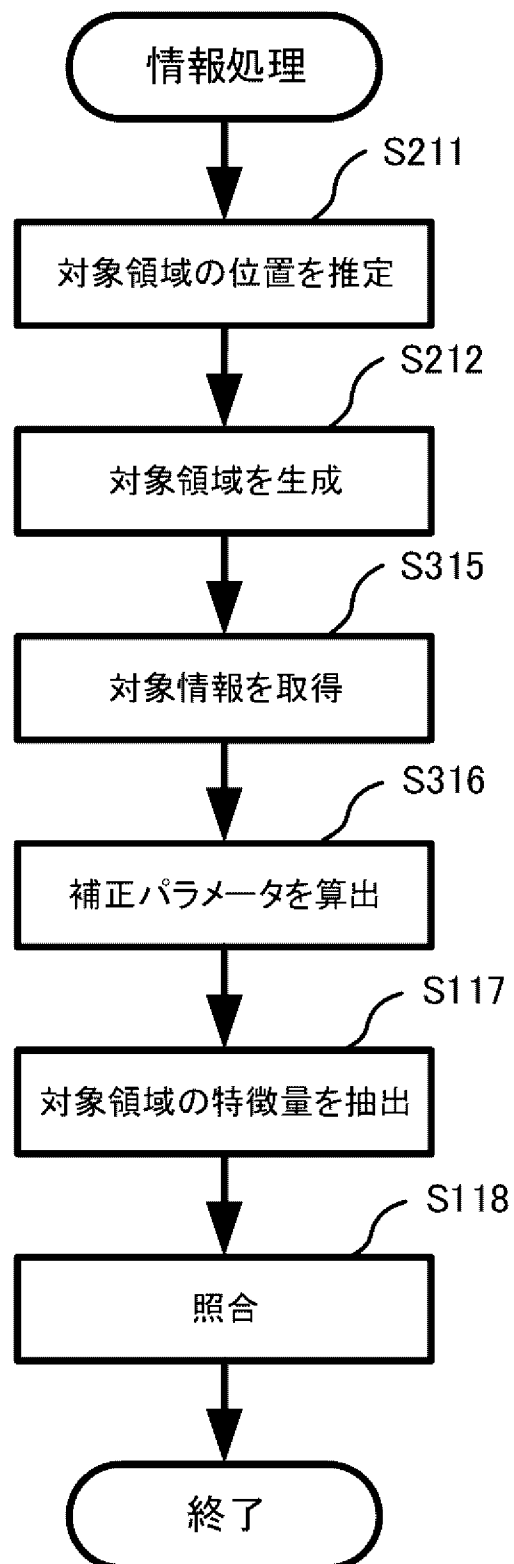 情報処理
S211
対象領域の位置を推定
S212
対象領域を生成
S315
対象情報を取得
S316
補正パラメータを算出
S117
対象領域の特徴量を抽出
S118
照合
終了